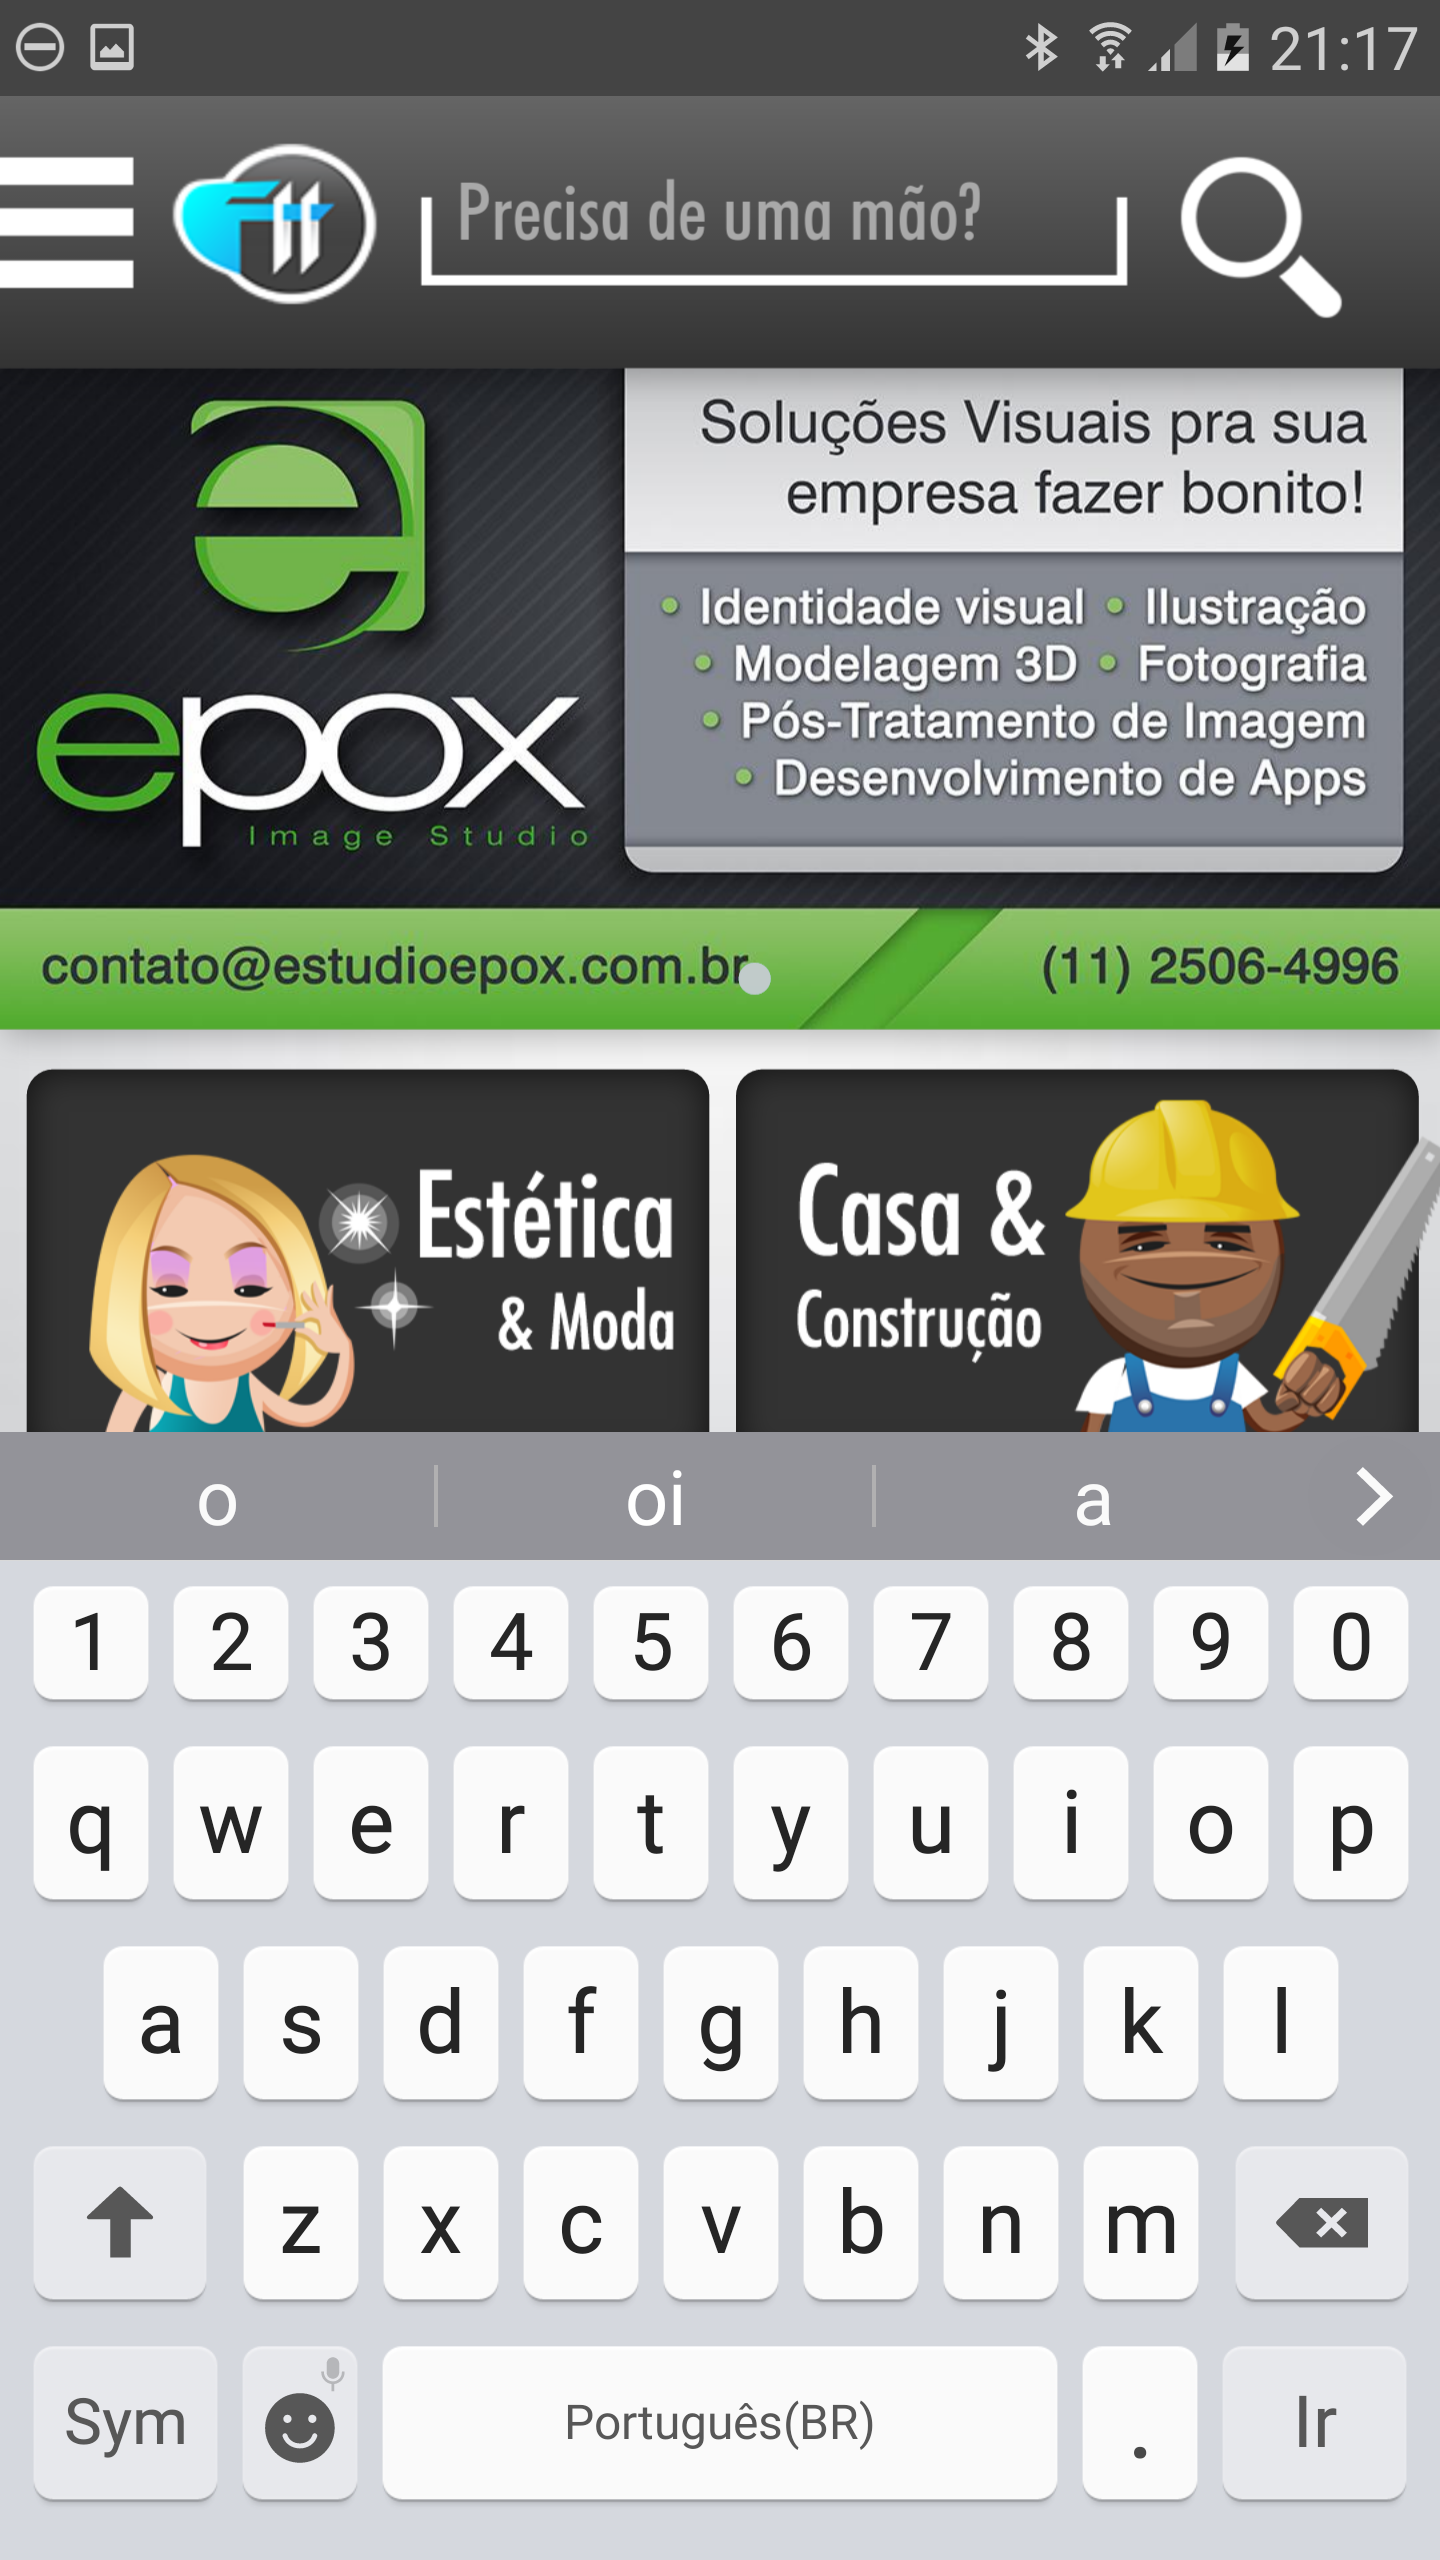 21:17
Precisa de uma mão?
Soluções Visuais pra sua
empresa fazer bonito!
• Identidade visual • Ilustração
• Modelagem 3D • Fotografia
• Pós-Tratamento de Imagem
• Desenvolvimento de Apps
epox
Image Studio
contato@estudioepox.com.br
(11) 2506-4996
Estética
& Moda
Casa &
Construção
o oi a
1 2 3 4 5 6 7 8 9 0
q w e r t y u i o p
a s d f g h j k l
z x c v b n m
Sym Português(BR) . Ir